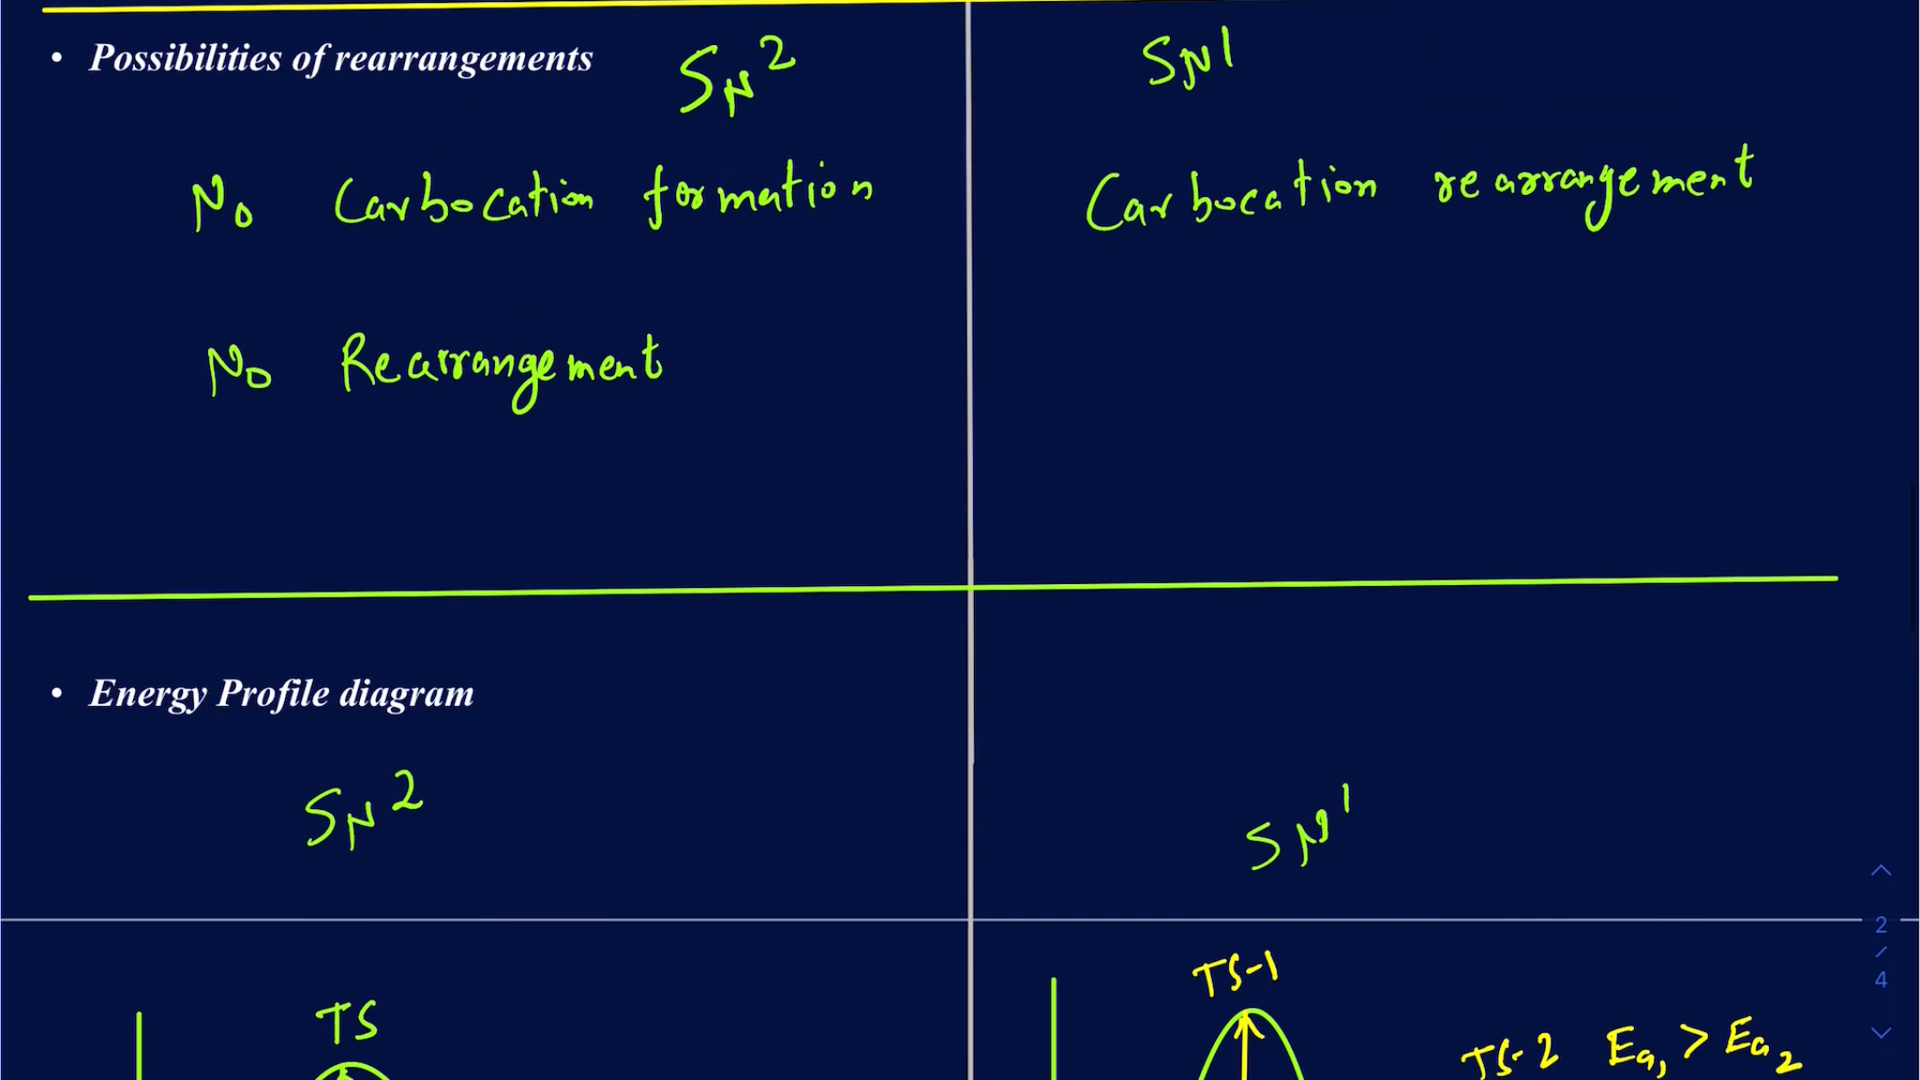 • Possibilities of rearrangements
SN2
No Carbocation formation
No Rearrangement
SN1
Carbocation rearrangement
• Energy Profile diagram
SN2
SN1
TS
TS-1
TS-2 Ea1 > Ea2
2
/
4